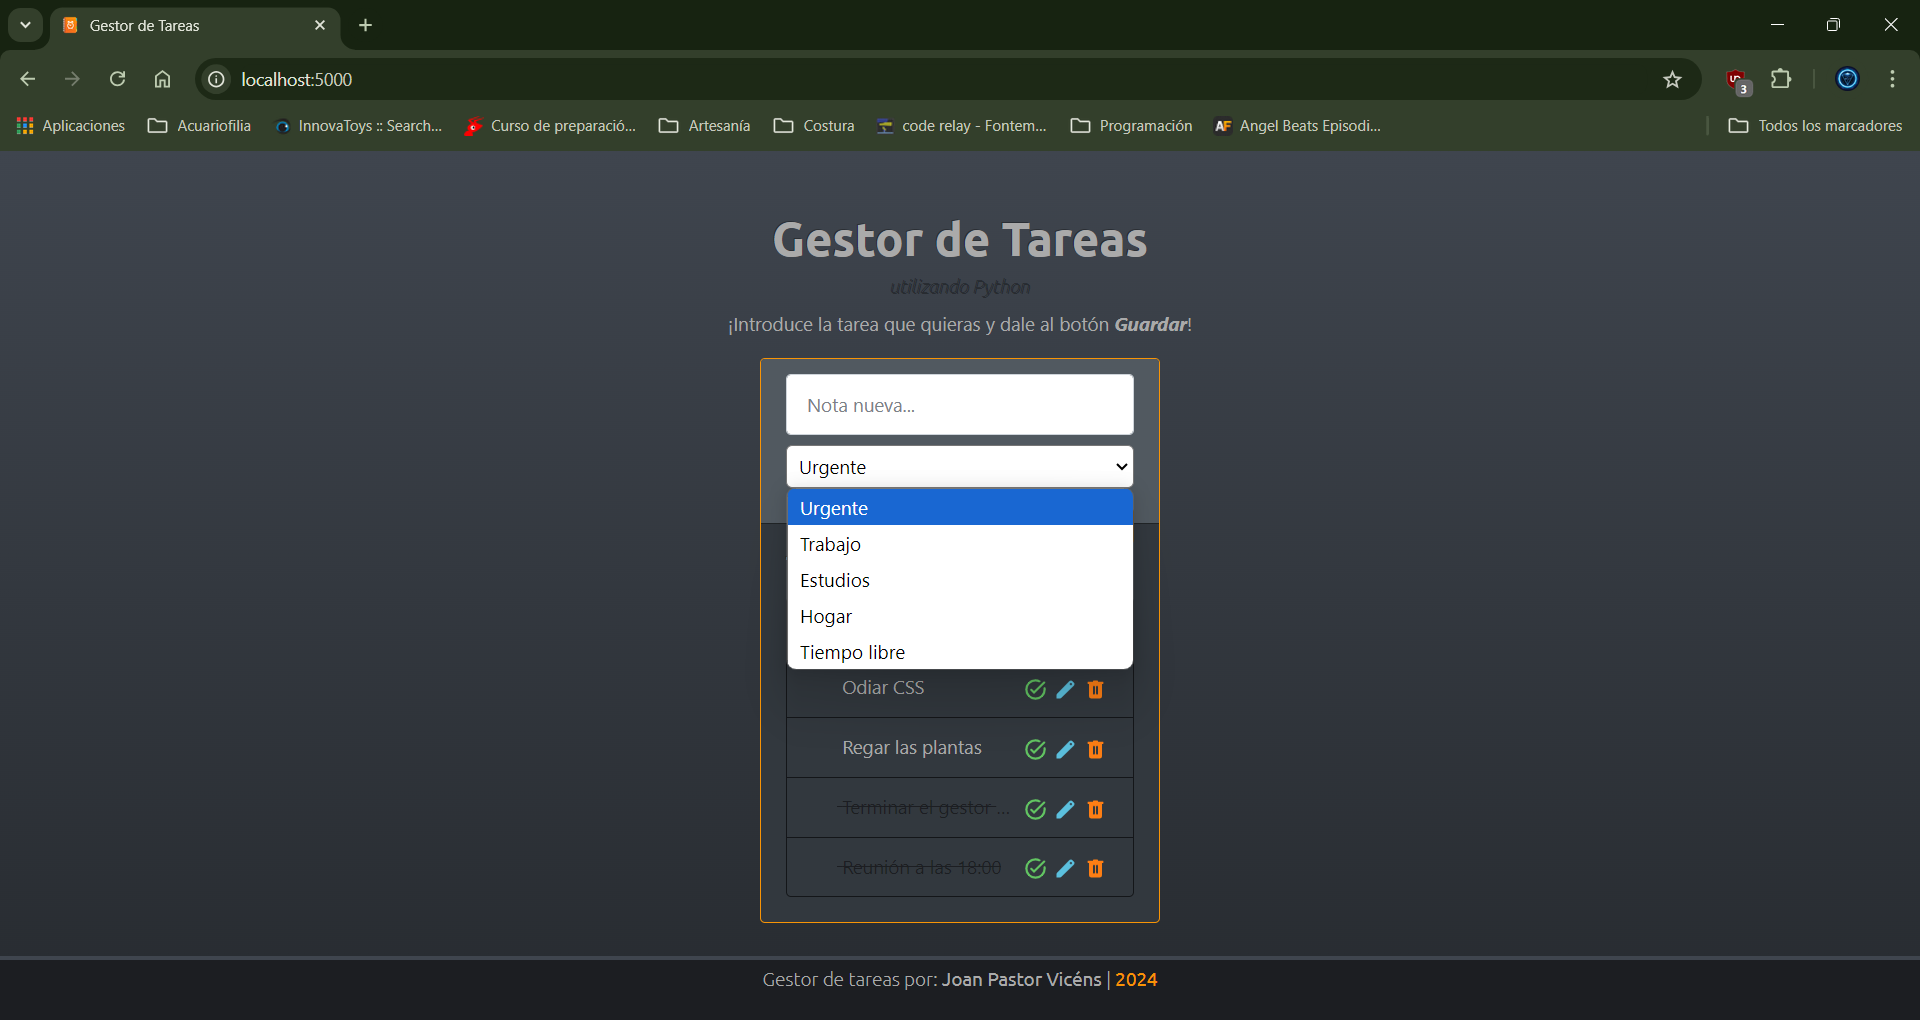 Gestor de Tareas
localhost:5000
3
Aplicaciones
Acuariofilia
InnovaToys :: Search...
Curso de preparació...
Artesanía
Costura
code relay - Fontem...
Programación
AF Angel Beats Episodi...
Todos los marcadores
Gestor de Tareas
utilizando Python
¡Introduce la tarea que quieras y dale al botón Guardar!
Nota nueva...
Urgente
Urgente
Trabajo
Estudios
Hogar
Tiempo libre
Odiar CSS
Regar las plantas
Terminar el gestor ...
Reunión a las 18:00
Gestor de tareas por: Joan Pastor Vicéns | 2024